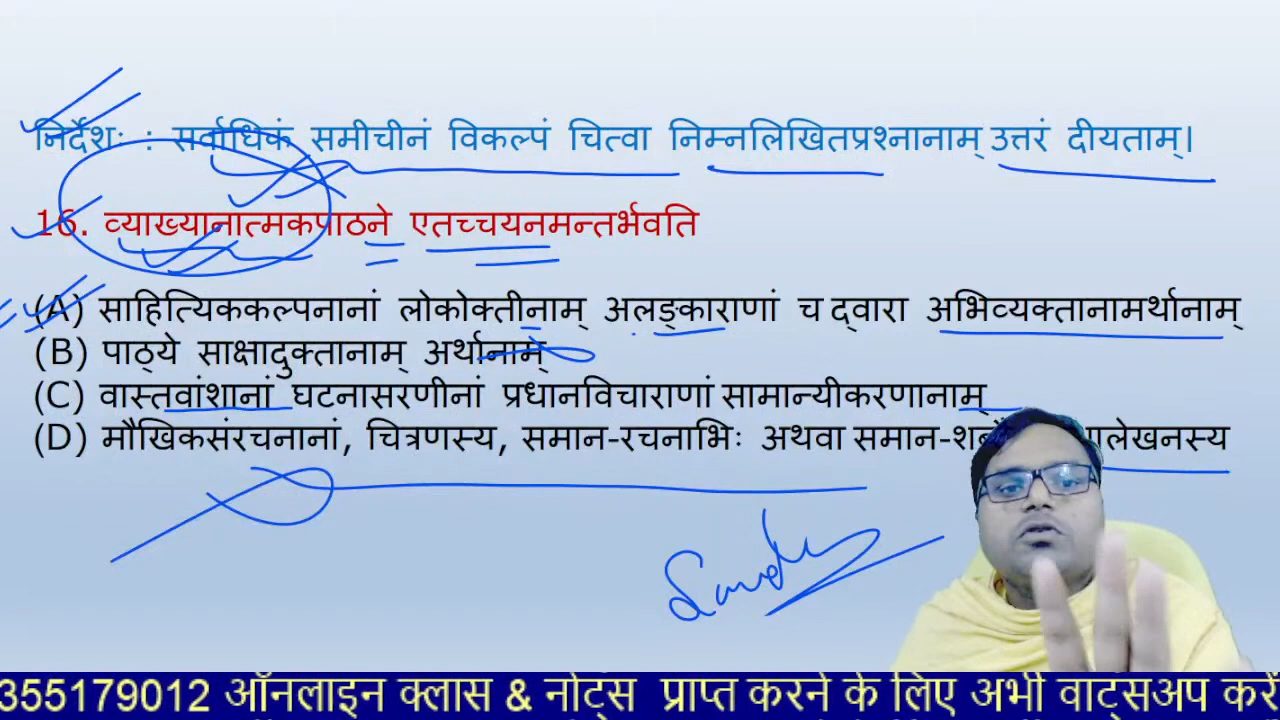 निर्देशः : सर्वाधिकं समीचीनं विकल्पं चित्वा निम्नलिखितप्रश्नानाम् उत्तरं दीयताम्।
16. व्याख्यानात्मकपाठने एतच्चयनमन्तर्भवति
(A) साहित्यिककल्पनानां लोकोक्तीनाम् अलङ्काराणां च द्वारा अभिव्यक्तानामर्थानाम्
(B) पाठ्ये साक्षादुक्तानाम् अर्थानाम्
(C) वास्तवांशानां घटनासरणीनां प्रधानविचाराणां सामान्यीकरणानाम्
(D) मौखिकसंरचनानां, चित्रणस्य, समान-रचनाभिः अथवा
355179012 ऑनलाइन क्लास & नोट्स प्राप्त करने के लिए अभी वाट्सअप करें